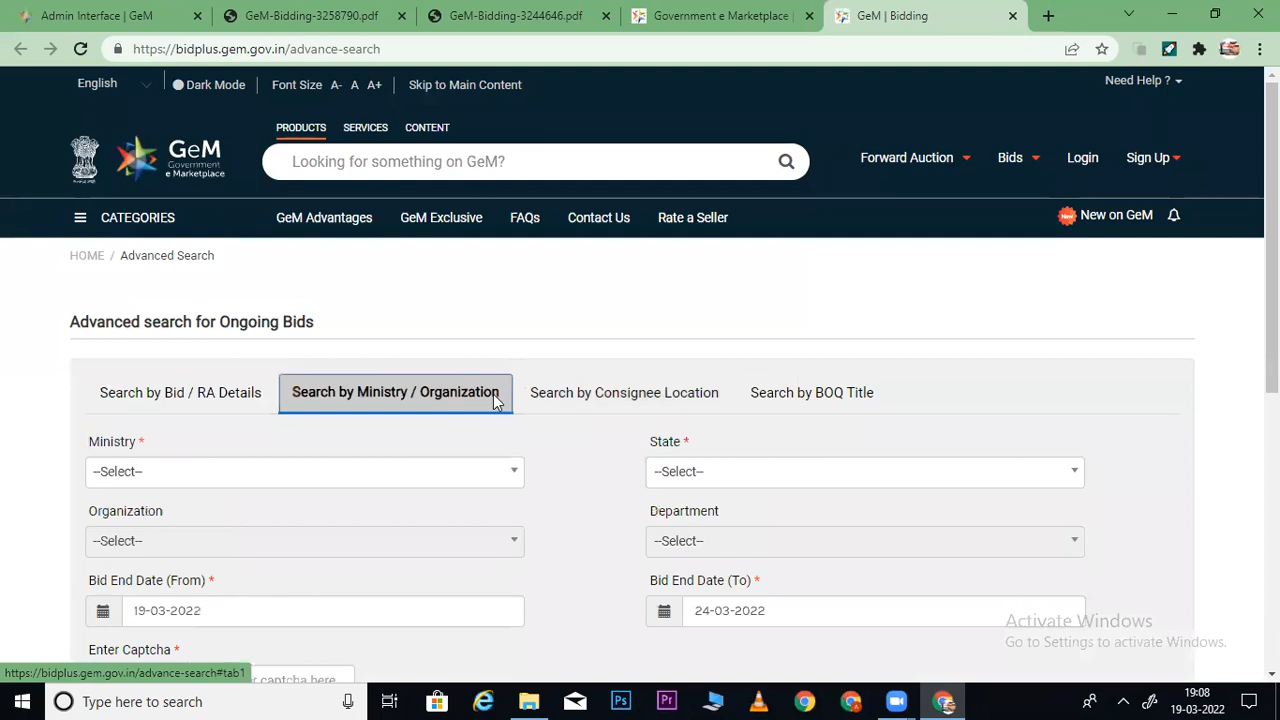 Admin Interface | GeM
GeM-Bidding-3258790.pdf
GeM-Bidding-3244646.pdf
Government e Marketplace |
GeM | Bidding
https://bidplus.gem.gov.in/advance-search
English
Dark Mode
Font Size A- A A+
Skip to Main Content
Need Help ?
PRODUCTS SERVICES CONTENT
GeM
Government
e Marketplace
Looking for something on GeM?
Forward Auction Bids Login Sign Up
CATEGORIES GeM Advantages GeM Exclusive FAQs Contact Us Rate a Seller
New New on GeM
HOME / Advanced Search
Advanced search for Ongoing Bids
Search by Bid / RA Details Search by Ministry / Organization Search by Consignee Location Search by BOQ Title
Ministry * State *
--Select-- --Select--
Organization Department
--Select-- --Select--
Bid End Date (From) * Bid End Date (To) *
19-03-2022 24-03-2022
Activate Windows
Go to Settings to activate Windows.
Enter Captcha *
https://bidplus.gem.gov.in/advance-search#tab1
er captcha here
Type here to search
Ps Pr
19:08
19-03-2022